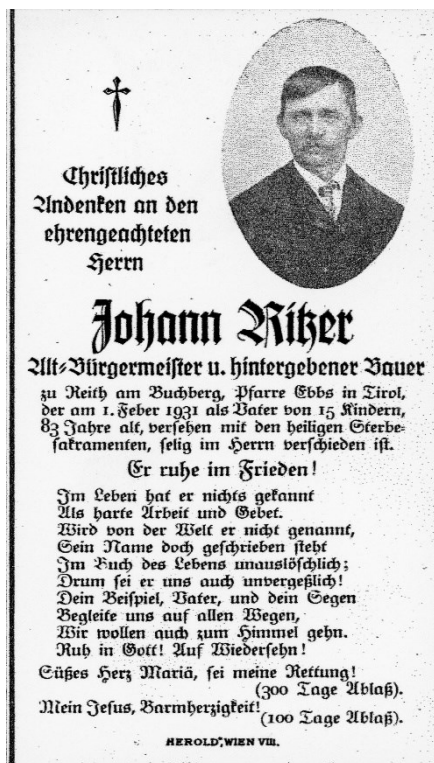 Christliches
Andenken an den
ehrengeachteten
Herrn
Johann Ritzer
Alt-Bürgermeister u. hintergebener Bauer
zu Reith am Buchberg, Pfarre Ebbs in Tirol,
der am 1. Feber 1931 als Vater von 15 Kindern,
83 Jahre alt, versehen mit den heiligen Sterbe-
sakramenten, selig im Herrn verschieden ist.
Er ruhe im Frieden!
Im Leben hat er nichts gekannt
Als harte Arbeit und Gebet.
Wird von der Welt er nicht genannt,
Sein Name doch geschrieben steht
Im Buch des Lebens unauslöschlich;
Drum sei er uns auch unvergeßlich!
Dein Beispiel, Vater, und dein Segen
Begleite uns auf allen Wegen,
Wir wollen auch zum Himmel gehn.
Ruh in Gott! Auf Wiedersehn!
Süßes Herz Mariä, sei meine Rettung!
(300 Tage Ablaß).
Mein Jesus, Barmherzigkeit!
(100 Tage Ablaß).
HEROLD", WIEN VIII.